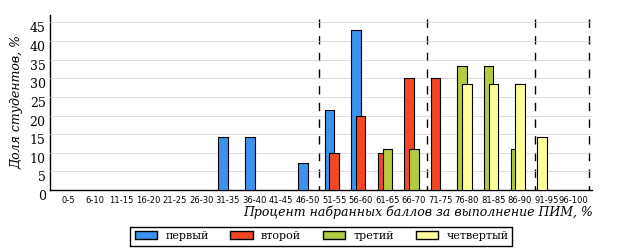 45
40
35
30
25
20
15
10
5
0
Доля студентов, %
0-5 6-10 11-15 16-20 21-25 26-30 31-35 36-40 41-45 46-50 51-55 56-60 61-65 66-70 71-75 76-80 81-85 86-90 91-95 96-100
Процент набранных баллов за выполнение ПИМ, %
первый второй третий четвертый